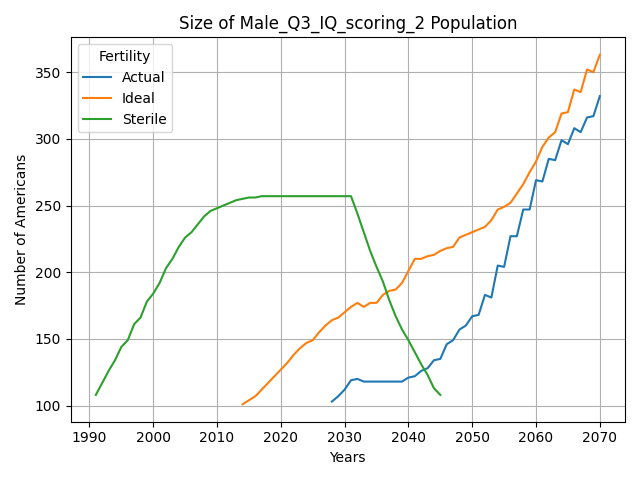 Size of Male_Q3_IQ_scoring_2 Population
Fertility
Actual
Ideal
Sterile
Number of Americans
350
300
250
200
150
100
1990 2000 2010 2020 2030 2040 2050 2060 2070
Years